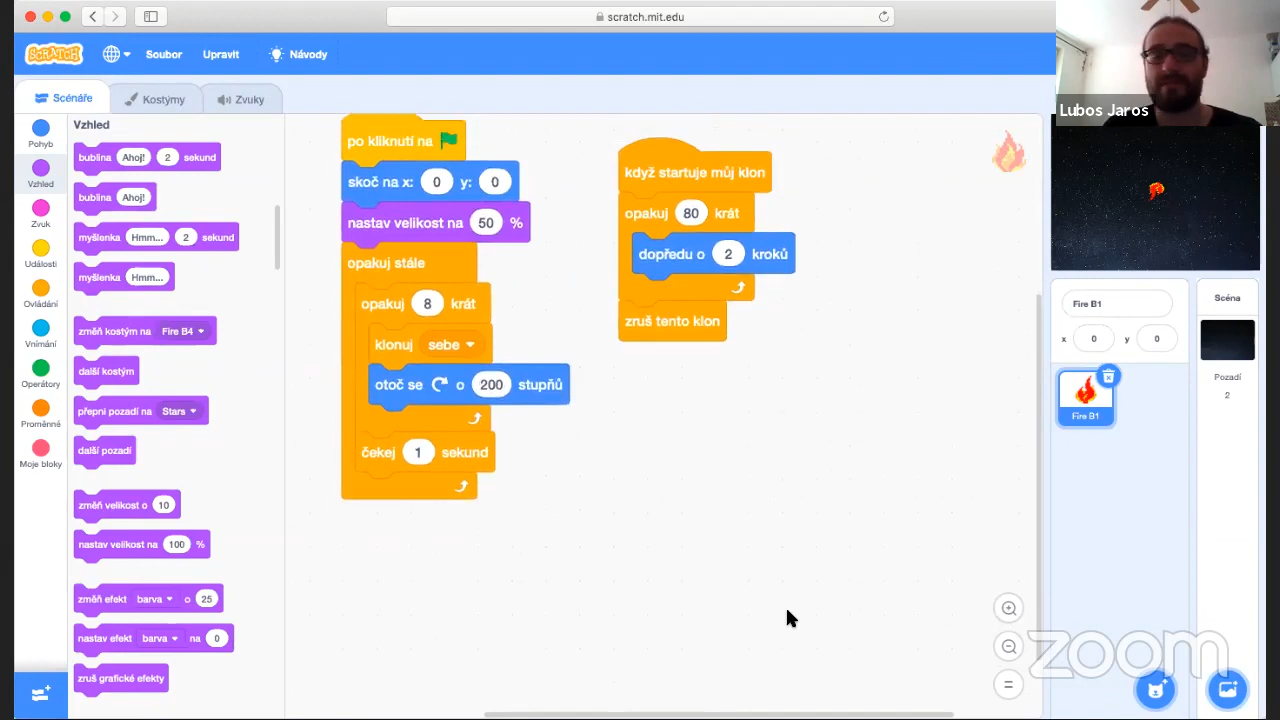 scratch.mit.edu
SCRATCH
Soubor
Upravit
Návody
Lubos Jaros
Scénáře
Kostýmy
Zvuky
Pohyb
Vzhled
Zvuk
Události
Ovládání
Vnímání
Operátory
Proměnné
Moje bloky
Vzhled
bublina Ahoj! 2 sekund
bublina Ahoj!
myšlenka Hmm... 2 sekund
myšlenka Hmm...
změň kostým na Fire B4
další kostým
přepni pozadí na Stars
další pozadí
změň velikost o 10
nastav velikost na 100 %
změň efekt barva o 25
nastav efekt barva na 0
zruš grafické efekty
po kliknutí na
skoč na x: 0 y: 0
nastav velikost na 50 %
opakuj stále
opakuj 8 krát
klonuj sebe
otoč se o 200 stupňů
čekej 1 sekund
když startuje můj klon
opakuj 80 krát
dopředu o 2 kroků
zruš tento klon
Fire B1
x 0 y 0
Fire B1
Scéna
Pozadí
2
zoom